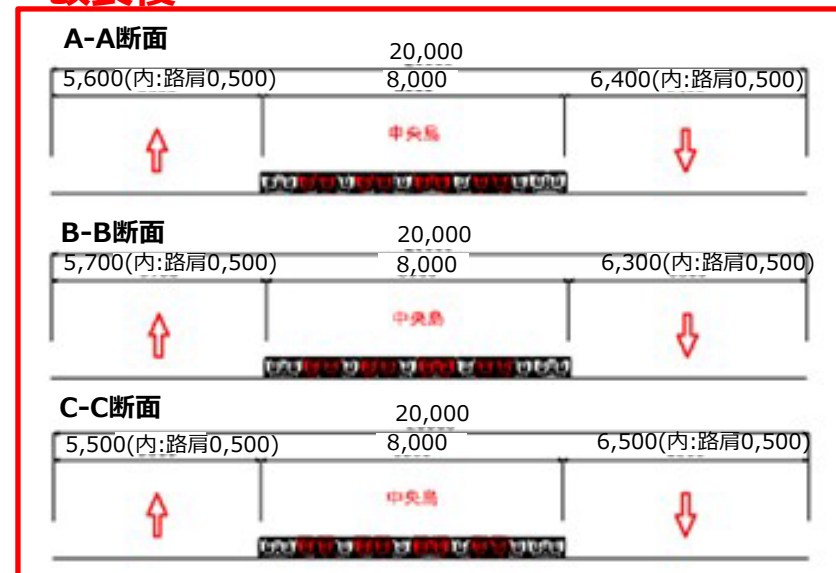 A-A断面
20,000
5,600(内:路肩0,500) 8,000 6,400(内:路肩0,500)
中央島
B-B断面
20,000
5,700(内:路肩0,500) 8,000 6,300(内:路肩0,500)
中央島
C-C断面
20,000
5,500(内:路肩0,500) 8,000 6,500(内:路肩0,500)
中央島